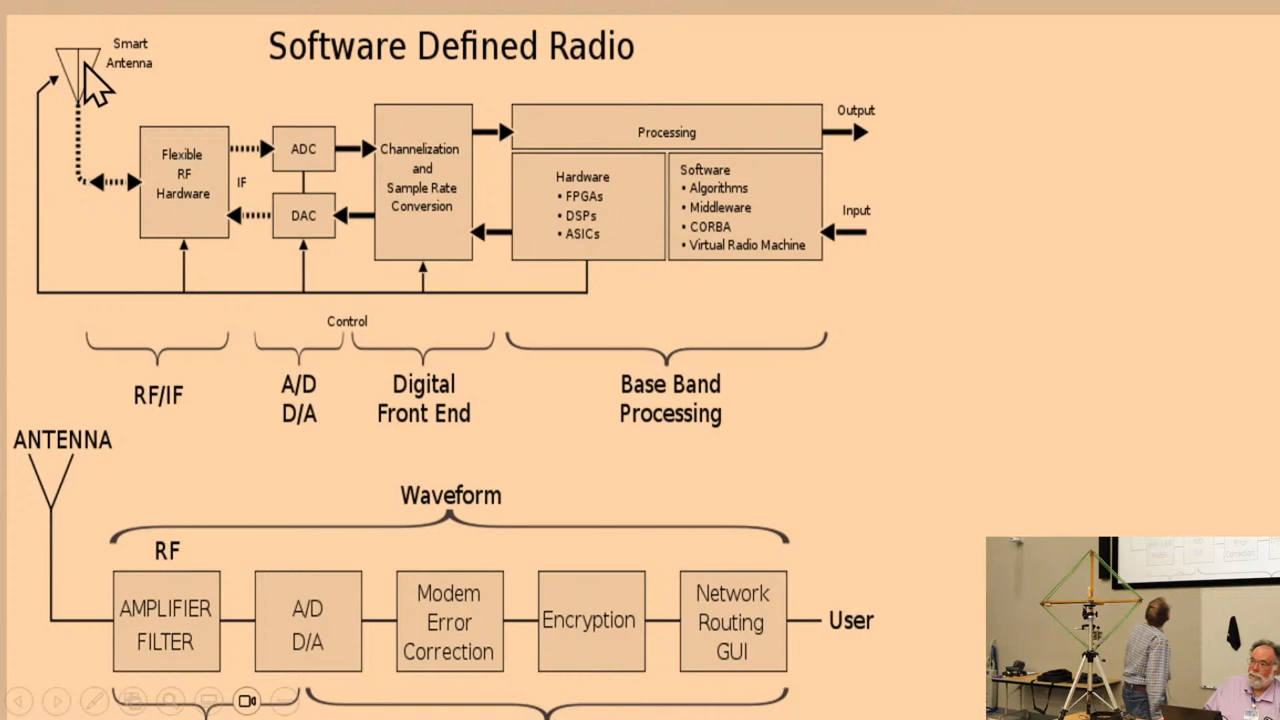 Software Defined Radio
Smart
Antenna
Flexible
RF
Hardware
IF
ADC
DAC
Channelization
and
Sample Rate
Conversion
Processing
Hardware
• FPGAs
• DSPs
• ASICs
Software
• Algorithms
• Middleware
• CORBA
• Virtual Radio Machine
Output
Input
Control
RF/IF
A/D
D/A
Digital
Front End
Base Band
Processing
ANTENNA
Waveform
RF
AMPLIFIER
FILTER
A/D
D/A
Modem
Error
Correction
Encryption
Network
Routing
GUI
User